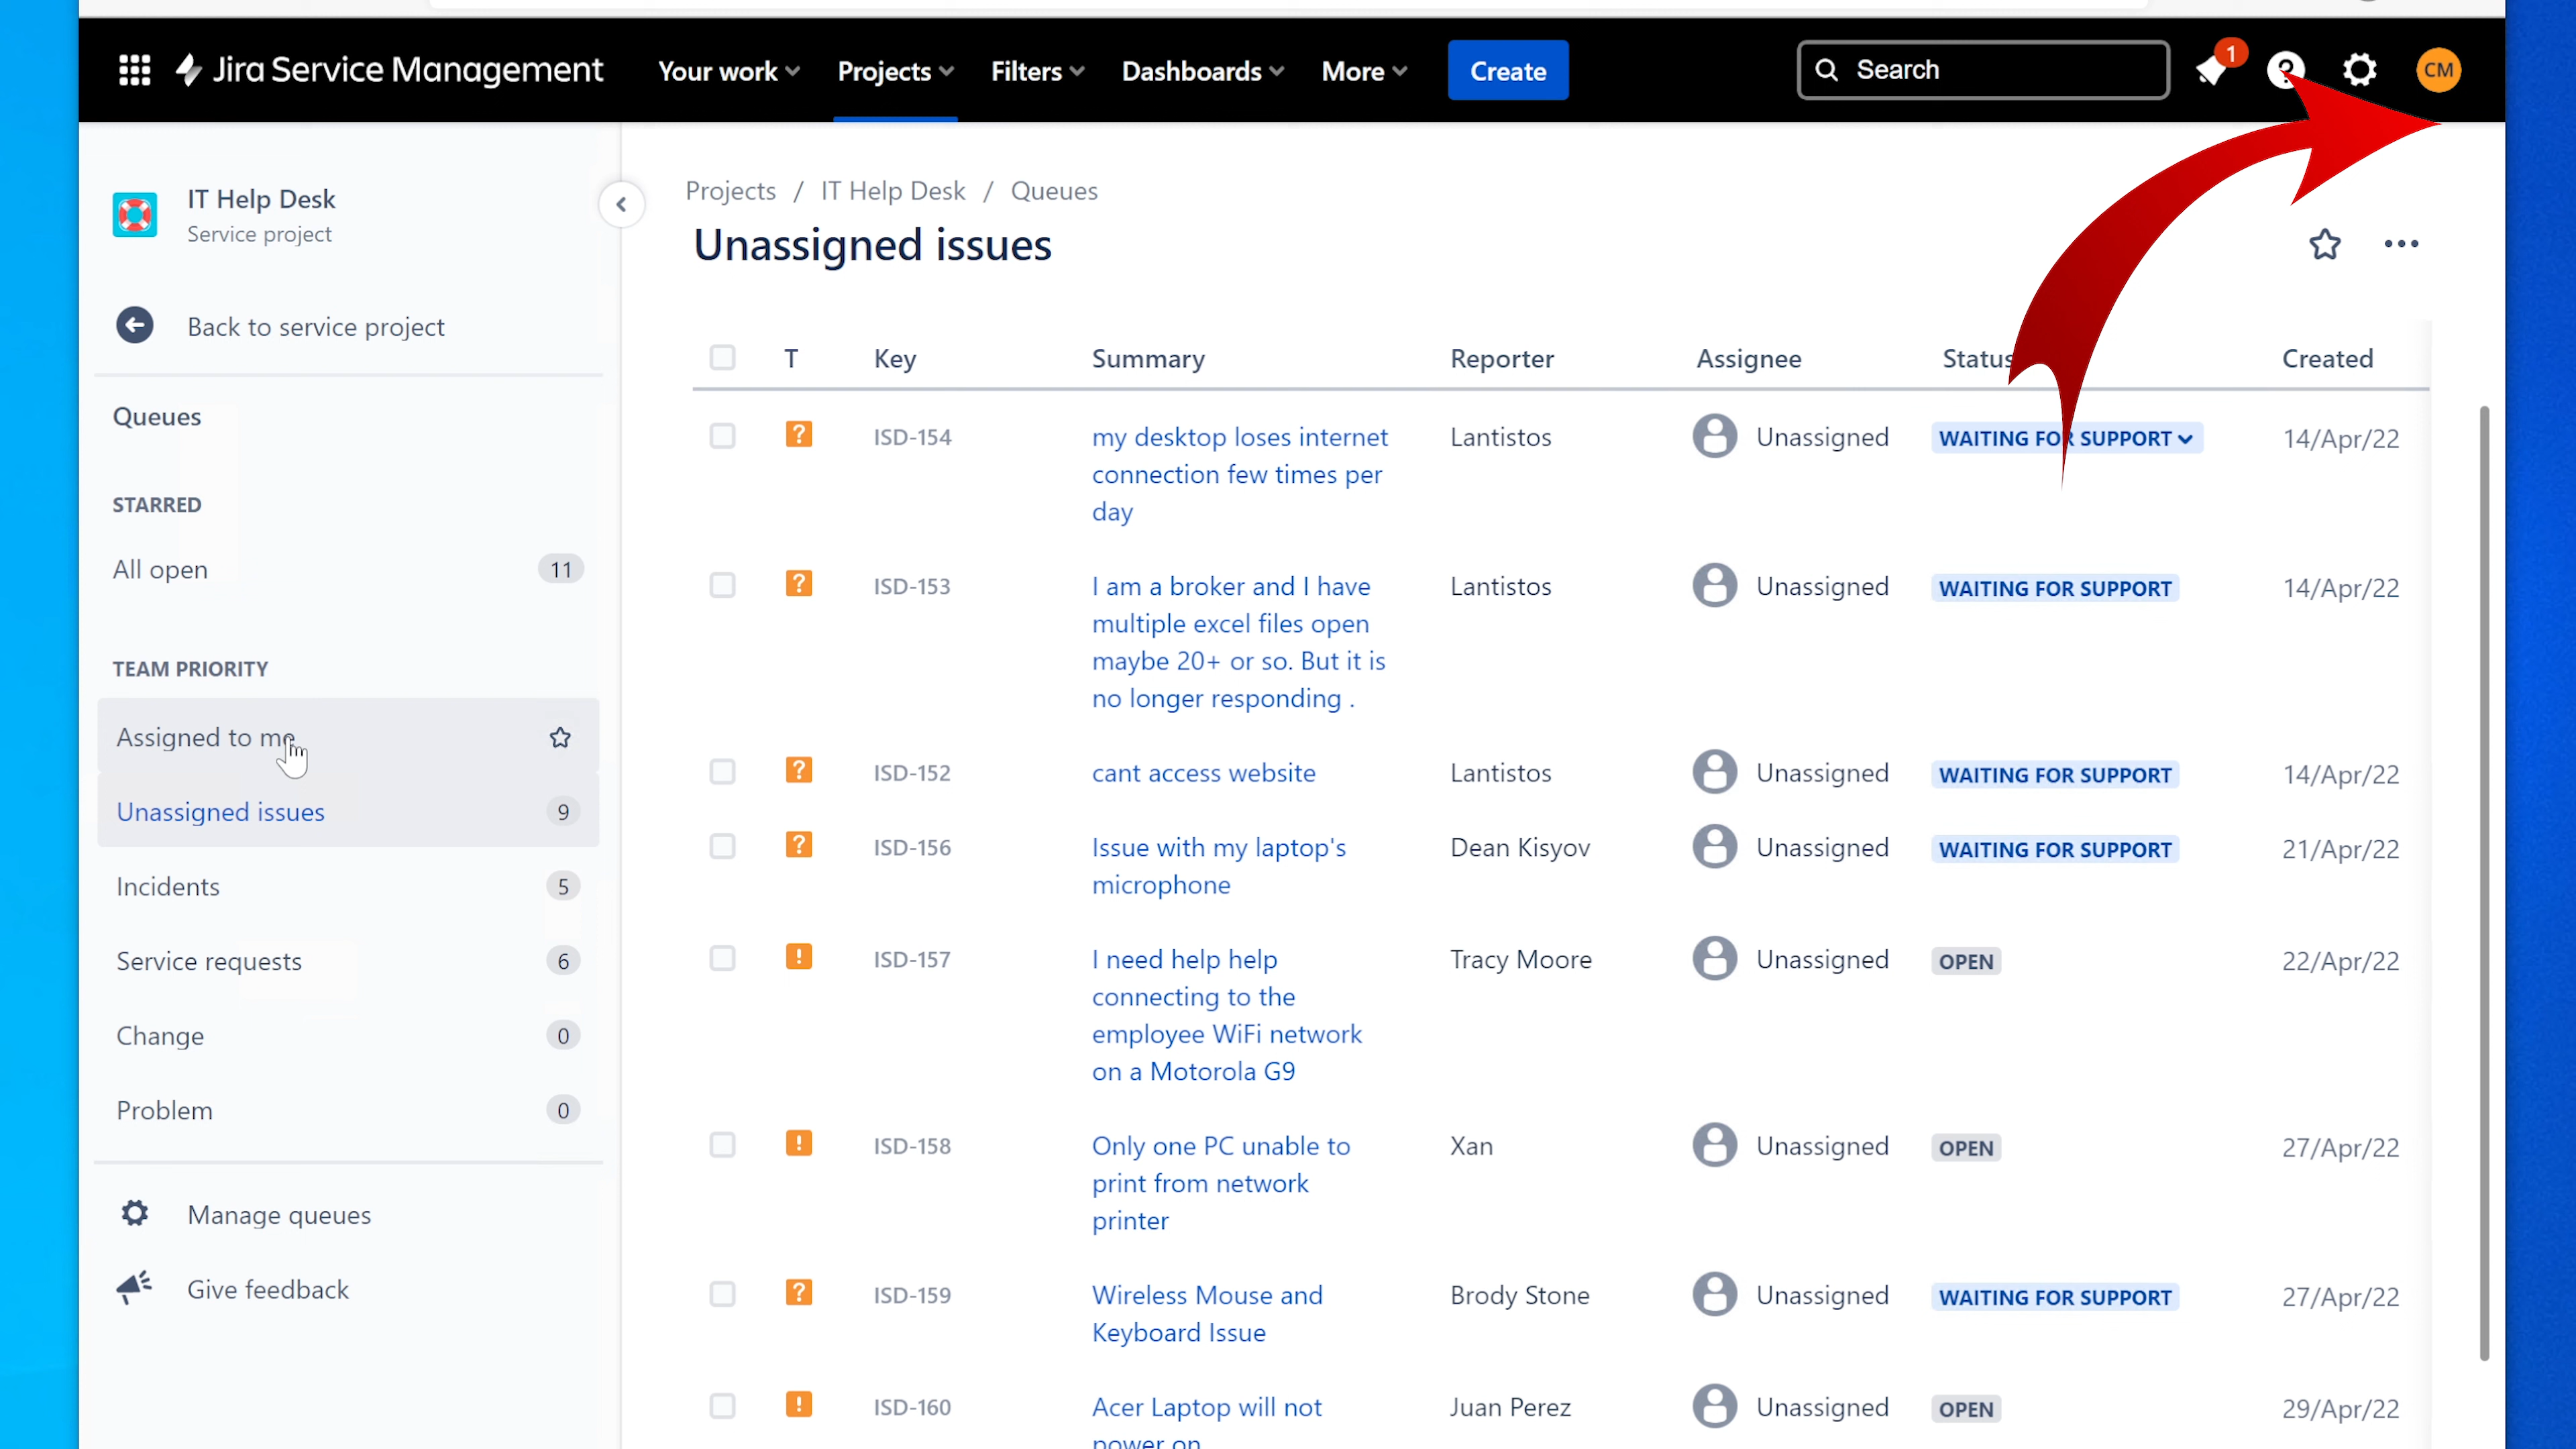 Jira Service Management Your work Projects Filters Dashboards More Create Search 1 ? CM
IT Help Desk
Service project
Back to service project
Queues
STARRED
All open 11
TEAM PRIORITY
Assigned to me
Unassigned issues 9
Incidents 5
Service requests 6
Change 0
Problem 0
Manage queues
Give feedback
Projects / IT Help Desk / Queues
Unassigned issues
T Key Summary Reporter Assignee Status Created
? ISD-154 my desktop loses internet Lantistos Unassigned WAITING FOR SUPPORT 14/Apr/22
connection few times per
day
? ISD-153 I am a broker and I have Lantistos Unassigned WAITING FOR SUPPORT 14/Apr/22
multiple excel files open
maybe 20+ or so. But it is
no longer responding .
? ISD-152 cant access website Lantistos Unassigned WAITING FOR SUPPORT 14/Apr/22
? ISD-156 Issue with my laptop's Dean Kisyov Unassigned WAITING FOR SUPPORT 21/Apr/22
microphone
! ISD-157 I need help help Tracy Moore Unassigned OPEN 22/Apr/22
connecting to the
employee WiFi network
on a Motorola G9
! ISD-158 Only one PC unable to Xan Unassigned OPEN 27/Apr/22
print from network
printer
? ISD-159 Wireless Mouse and Brody Stone Unassigned WAITING FOR SUPPORT 27/Apr/22
Keyboard Issue
! ISD-160 Acer Laptop will not Juan Perez Unassigned OPEN 29/Apr/22
power on